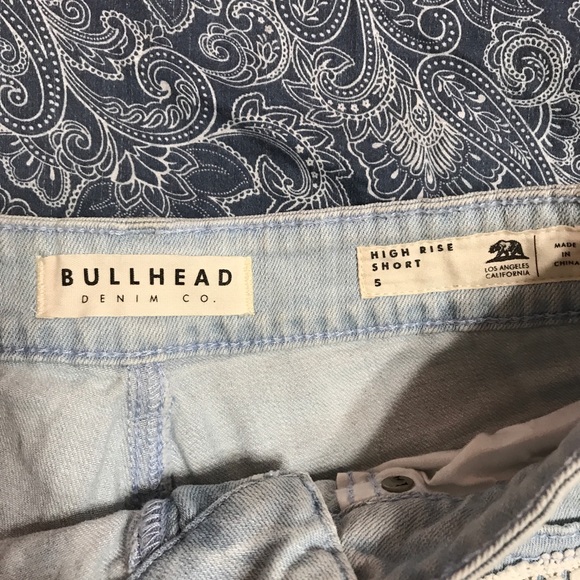 BULLHEAD
DENIM CO.
HIGH RISE
SHORT
5
LOS ANGELES
CALIFORNIA
MADE
IN
CHINA